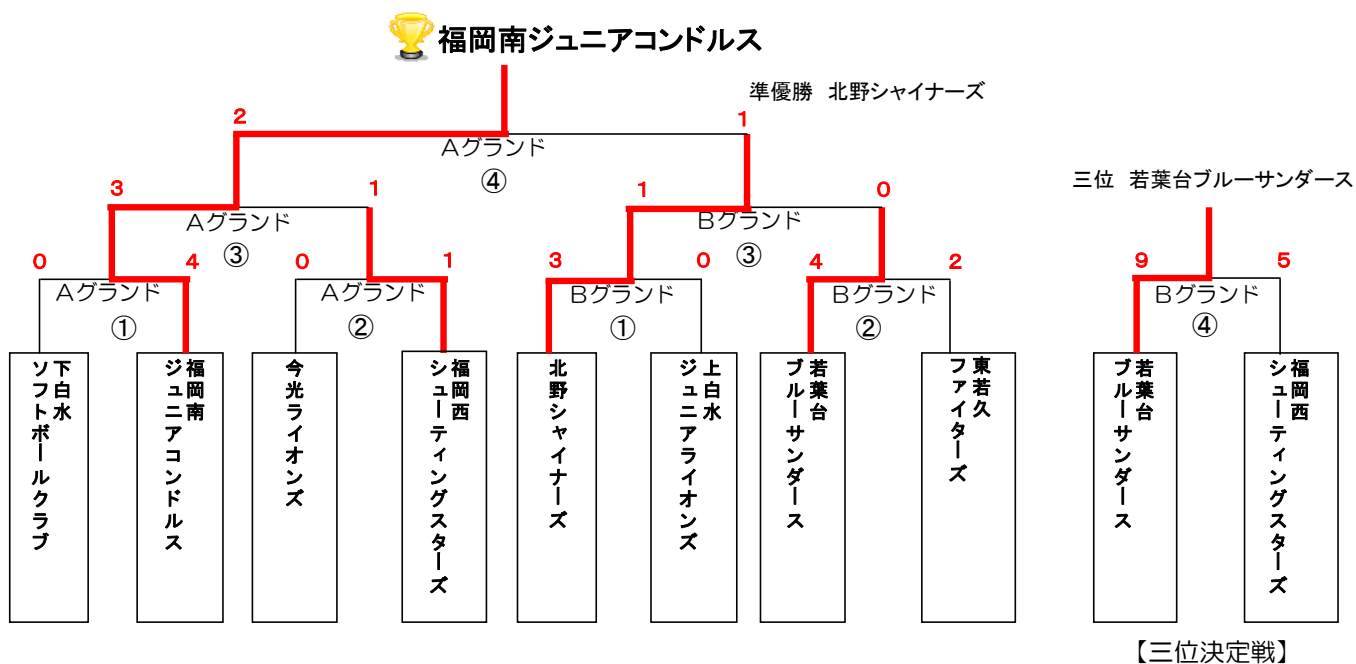 福岡南ジュニアコンドルス
準優勝 北野シャイナーズ
2
1
Aグランド
④
三位 若葉台ブルーサンダース
3
1
1
0
Aグランド
③
Bグランド
③
0
4
0
1
3
0
4
2
9
5
Aグランド
①
Aグランド
②
Bグランド
①
Bグランド
②
Bグランド
④
下白水
ソフトボールクラブ
福岡南
ジュニアコンドルス
今光ライオンズ
福岡西
シューティングスターズ
北野シャイナーズ
上白水
ジュニアライオンズ
若葉台
ブルーサンダース
東若久
ファイターズ
若葉台
ブルーサンダース
福岡西
シューティングスターズ
【三位決定戦】